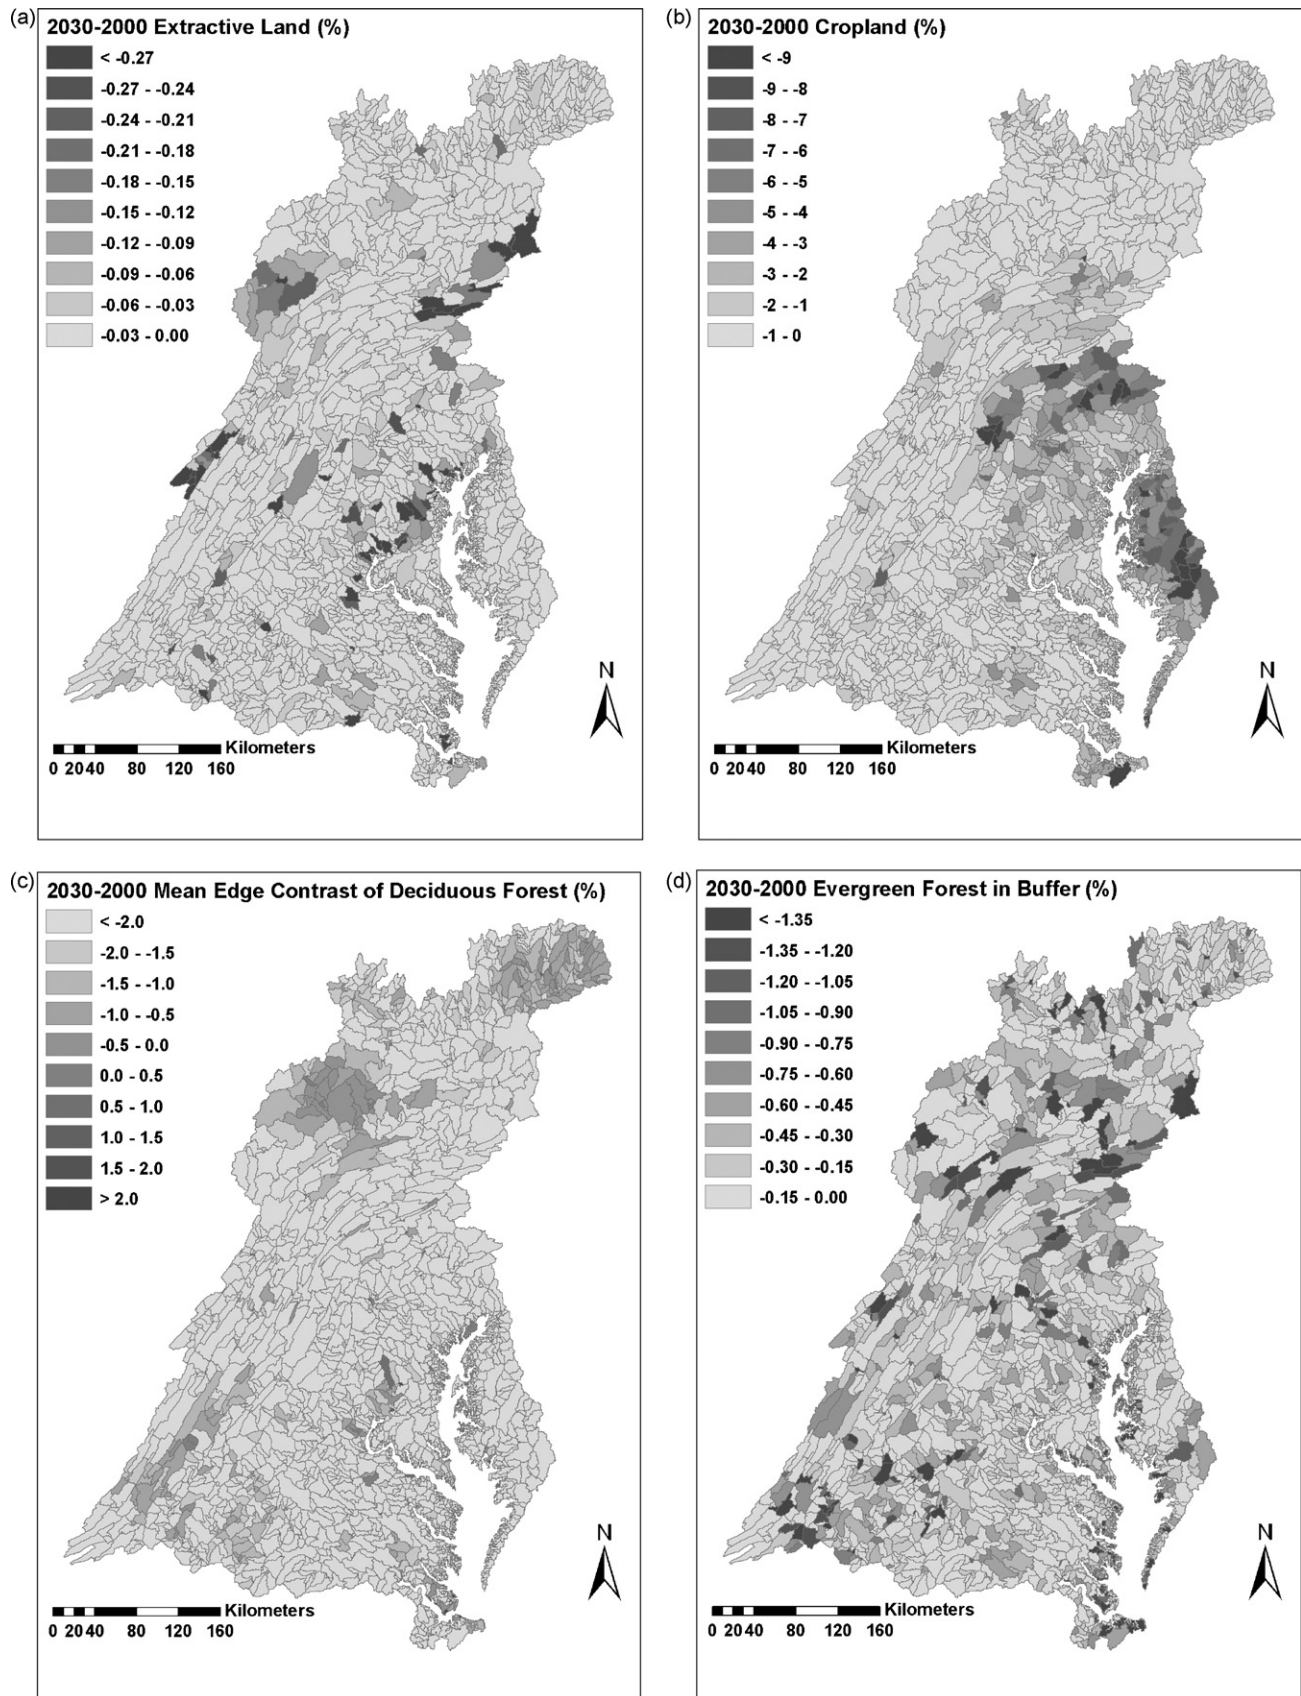 (a)
2030-2000 Extractive Land (%)
< -0.27
-0.27 - -0.24
-0.24 - -0.21
-0.21 - -0.18
-0.18 - -0.15
-0.15 - -0.12
-0.12 - -0.09
-0.09 - -0.06
-0.06 - -0.03
-0.03 - 0.00
N
Kilometers
0 20 40 80 120 160
(b)
2030-2000 Cropland (%)
< -9
-9 - -8
-8 - -7
-7 - -6
-6 - -5
-5 - -4
-4 - -3
-3 - -2
-2 - -1
-1 - 0
N
Kilometers
0 20 40 80 120 160
(c)
2030-2000 Mean Edge Contrast of Deciduous Forest (%)
< -2.0
-2.0 - -1.5
-1.5 - -1.0
-1.0 - -0.5
-0.5 - 0.0
0.0 - 0.5
0.5 - 1.0
1.0 - 1.5
1.5 - 2.0
> 2.0
N
Kilometers
0 20 40 80 120 160
(d)
2030-2000 Evergreen Forest in Buffer (%)
< -1.35
-1.35 - -1.20
-1.20 - -1.05
-1.05 - -0.90
-0.90 - -0.75
-0.75 - -0.60
-0.60 - -0.45
-0.45 - -0.30
-0.30 - -0.15
-0.15 - 0.00
N
Kilometers
0 20 40 80 120 160